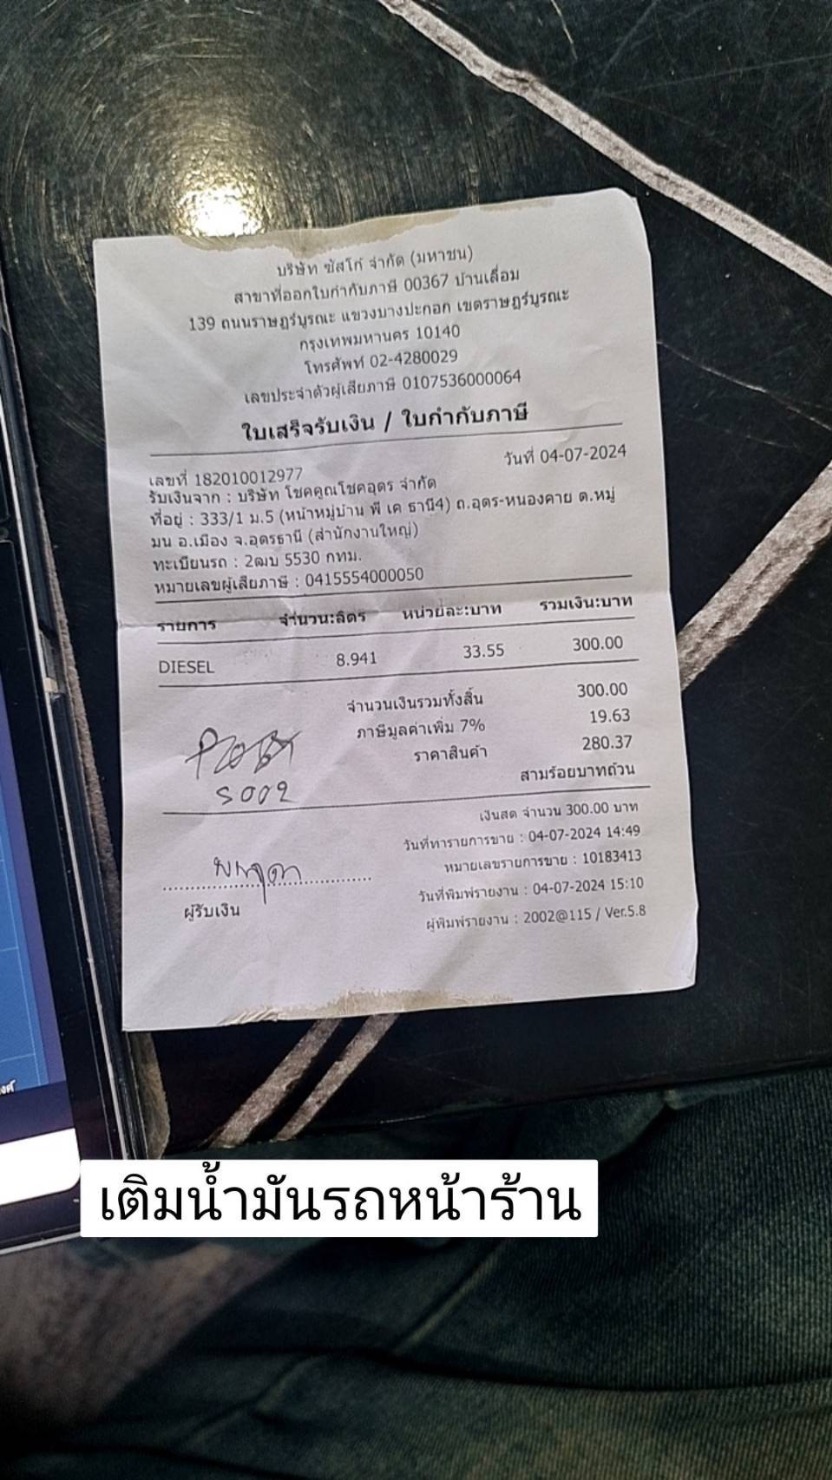 บริษัท ซัสโก้ จำกัด (มหาชน)
สาขาที่ออกใบกำกับภาษี 00367 บ้านเลื่อม
139 ถนนราษฎร์บูรณะ แขวงบางปะกอก เขตราษฎร์บูรณะ
กรุงเทพมหานคร 10140
โทรศัพท์ 02-4280029
เลขประจำตัวผู้เสียภาษี 0107536000064
ใบเสร็จรับเงิน / ใบกำกับภาษี
เลขที่ 182010012977 วันที่ 04-07-2024
รับเงินจาก : บริษัท โชคคูณโชคอุดร จำกัด
ที่อยู่ : 333/1 ม.5 (หน้าหมู่บ้าน พี เค ธานี4) ถ.อุดร-หนองคาย ต.หมู่
มน อ.เมือง จ.อุดรธานี (สำนักงานใหญ่)
ทะเบียนรถ : 2ฒบ 5530 กทม.
หมายเลขผู้เสียภาษี : 0415554000050
รายการ จำนวน:ลิตร หน่วยละ:บาท รวมเงิน:บาท
DIESEL 8.941 33.55 300.00
จำนวนเงินรวมทั้งสิ้น 300.00
ภาษีมูลค่าเพิ่ม 7% 19.63
ราคาสินค้า 280.37
สามร้อยบาทถ้วน
เงินสด จำนวน 300.00 บาท
วันที่ทำรายการขาย : 04-07-2024 14:49
หมายเลขรายการขาย : 10183413
วันที่พิมพ์รายงาน : 04-07-2024 15:10
ผู้รับเงิน
ผู้พิมพ์รายงาน : 2002@115 / Ver.5.8
เติมน้ำมันรถหน้าร้าน